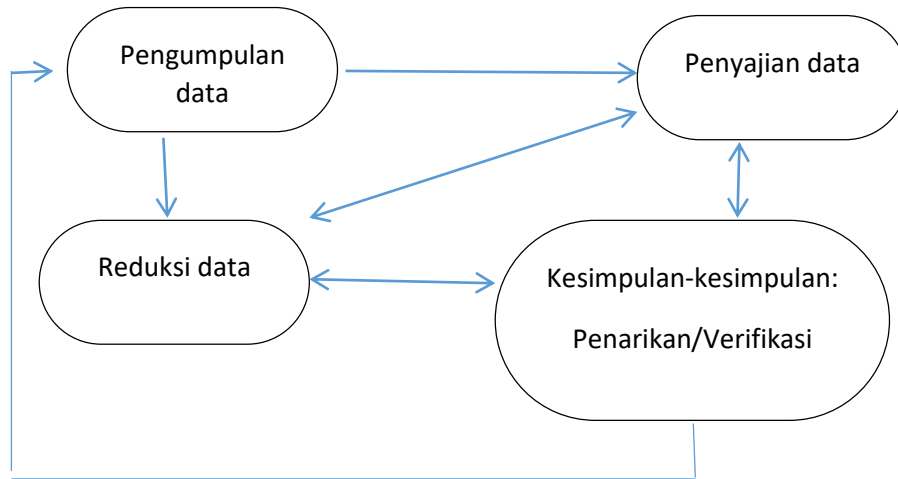 Pengumpulan
data
Penyajian data
Reduksi data
Kesimpulan-kesimpulan:
Penarikan/Verifikasi